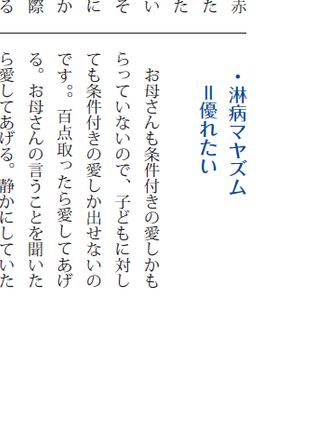 赤
たた
い
そ
に
か
際
る
・淋病マヤズム
＝優れたい
お母さんも条件付きの愛しかも
らっていないので、子どもに対し
ても条件付きの愛しか出せないの
です。。百点取ったら愛してあげ
る。お母さんの言うことを聞いた
ら愛してあげる。静かにしていた